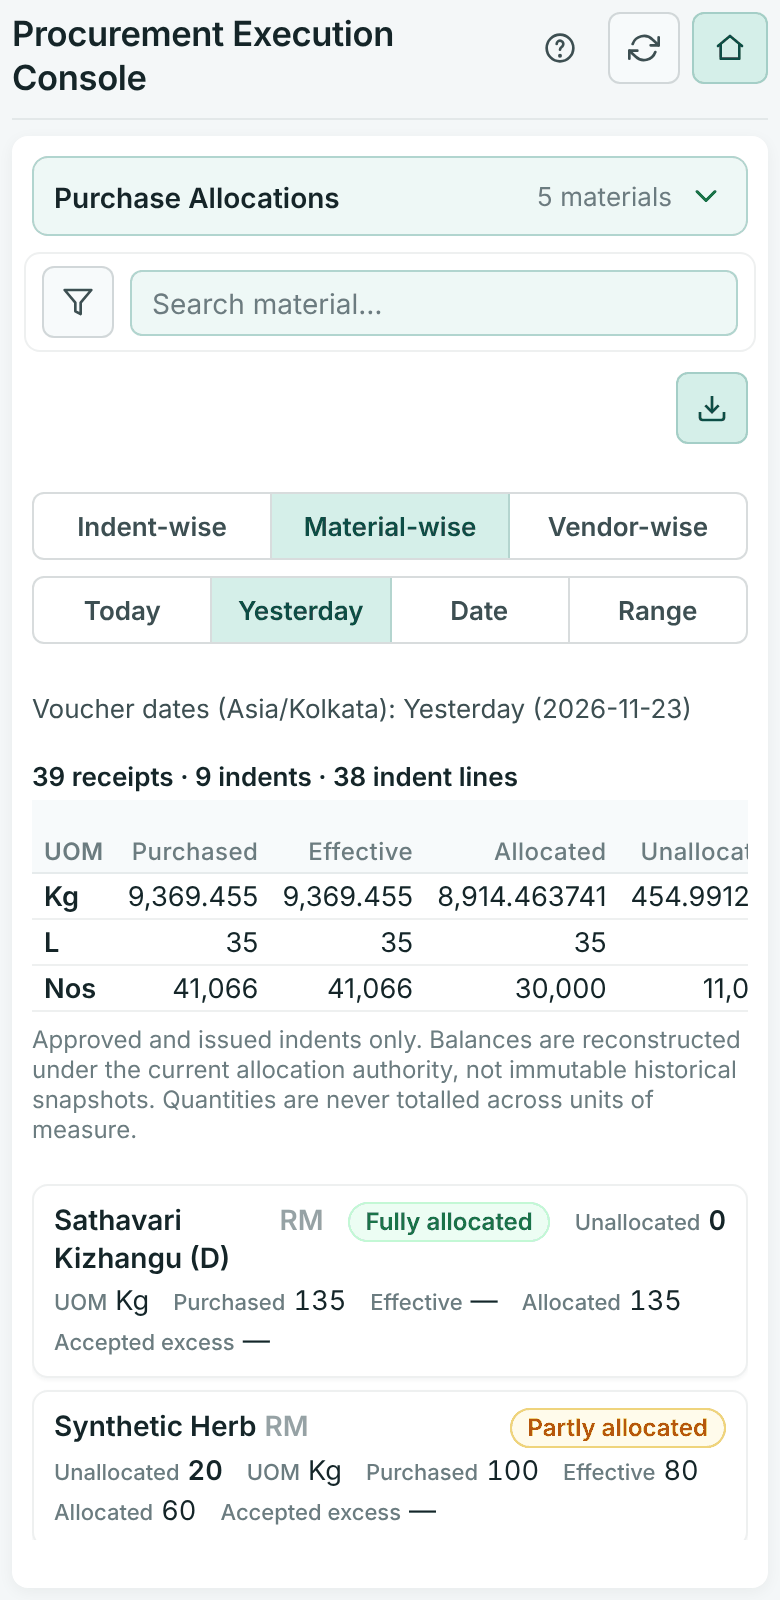 Procurement Execution
Console
Purchase Allocations 5 materials
Search material...
Indent-wise Material-wise Vendor-wise
Today Yesterday Date Range
Voucher dates (Asia/Kolkata): Yesterday (2026-11-23)
39 receipts · 9 indents · 38 indent lines
UOM Purchased Effective Allocated Unallocat
Kg 9,369.455 9,369.455 8,914.463741 454.9912
L 35 35 35
Nos 41,066 41,066 30,000 11,0
Approved and issued indents only. Balances are reconstructed
under the current allocation authority, not immutable historical
snapshots. Quantities are never totalled across units of
measure.
Sathavari RM Fully allocated Unallocated 0
Kizhangu (D)
UOM Kg Purchased 135 Effective — Allocated 135
Accepted excess —
Synthetic Herb RM Partly allocated
Unallocated 20 UOM Kg Purchased 100 Effective 80
Allocated 60 Accepted excess —